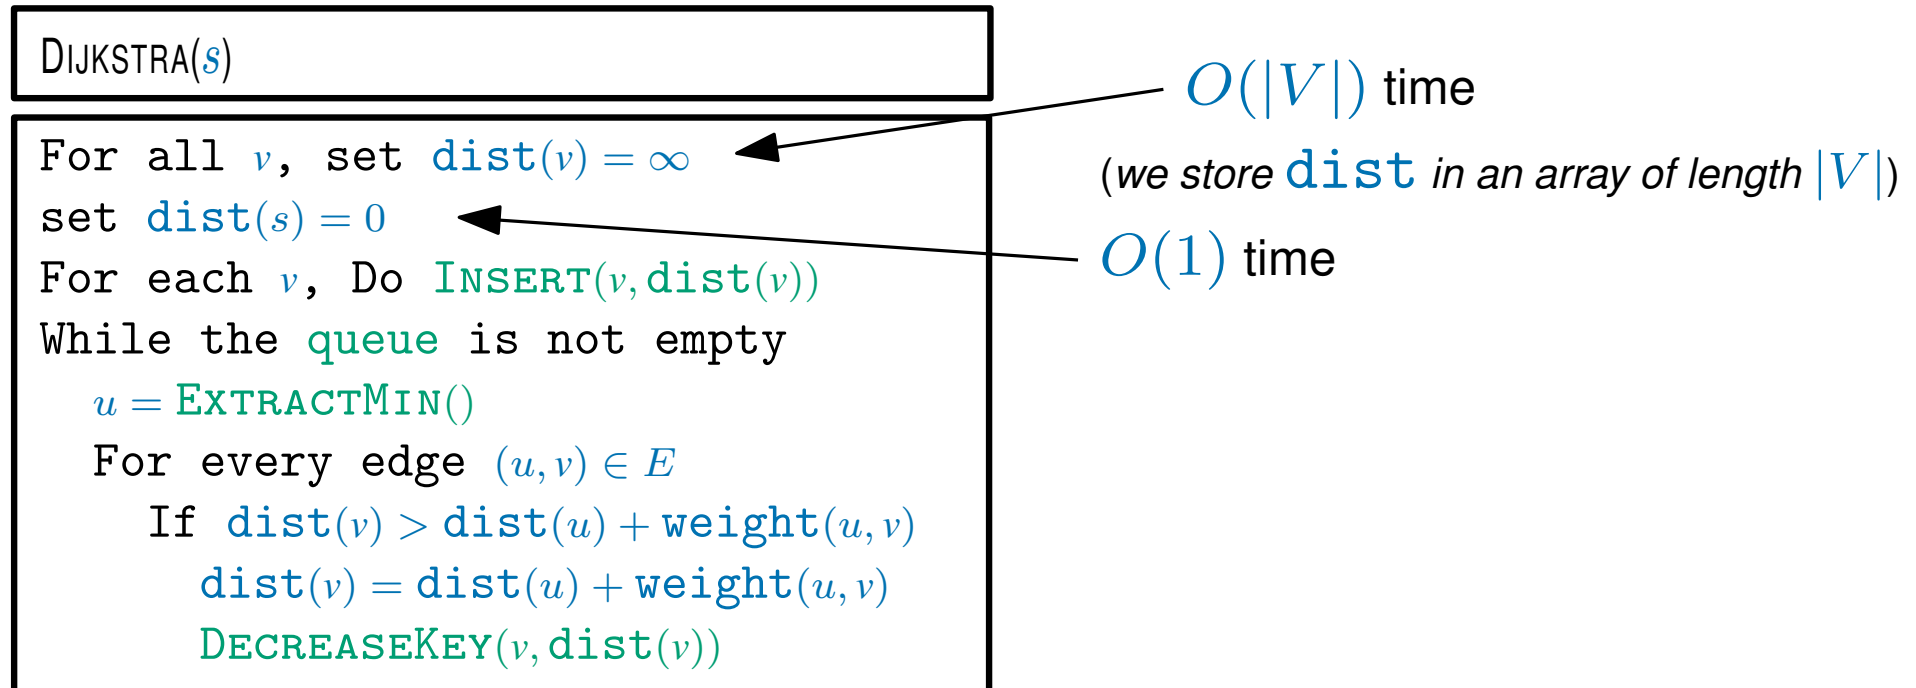 DIJKSTRA(s)
For all v, set dist(v) = ∞
set dist(s) = 0
For each v, Do INSERT(v, dist(v))
While the queue is not empty
u = EXTRACTMIN()
For every edge (u, v) ∈ E
If dist(v) > dist(u) + weight(u, v)
dist(v) = dist(u) + weight(u, v)
DECREASEKEY(v, dist(v))
O(|V|) time
(we store dist in an array of length |V|)
O(1) time